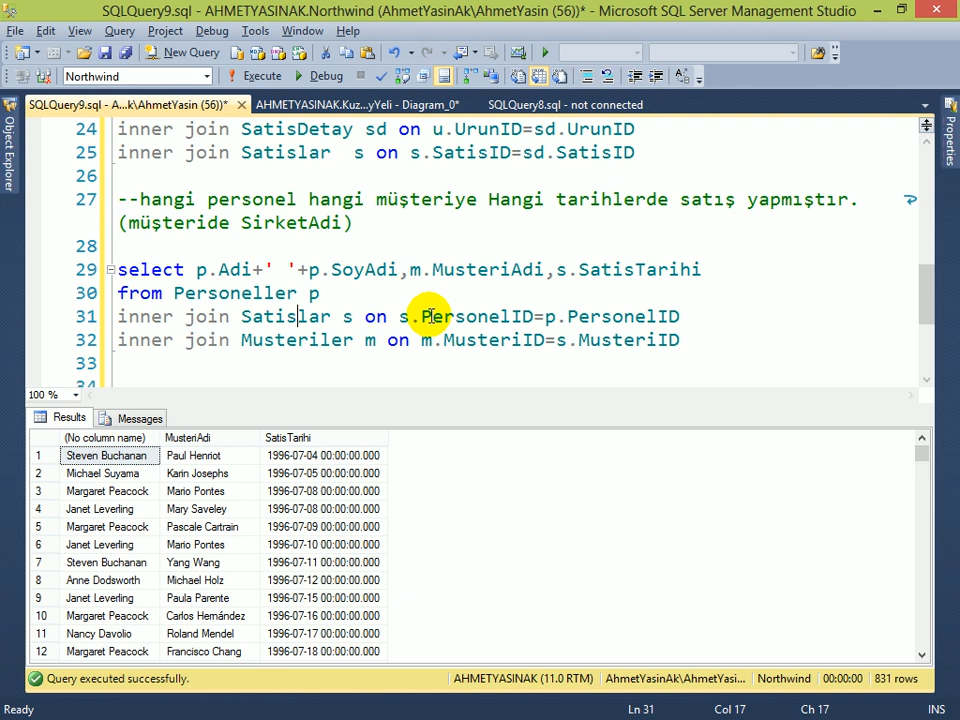 SQLQuery9.sql - AHMETYASINAK.Northwind (AhmetYasinAk\AhmetYasin (56))* - Microsoft SQL Server Management Studio
File Edit View Query Project Debug Tools Window Help
New Query
Northwind Execute Debug
SQLQuery9.sql - A...k\AhmetYasin (56))* AHMETYASINAK.Kuz...yYeli - Diagram_0* SQLQuery8.sql - not connected
Object Explorer
Properties
24 inner join SatisDetay sd on u.UrunID=sd.UrunID
25 inner join Satislar  s on s.SatisID=sd.SatisID
26
27 --hangi personel hangi müşteriye Hangi tarihlerde satış yapmıştır.
(müşteride SirketAdi)
28
29 select p.Adi+' '+p.SoyAdi,m.MusteriAdi,s.SatisTarihi
30 from Personeller p
31 inner join Satislar s on s.PersonelID=p.PersonelID
32 inner join Musteriler m on m.MusteriID=s.MusteriID
33
34
100 %
Results Messages
(No column name) MusteriAdi SatisTarihi
1 Steven Buchanan Paul Henriot 1996-07-04 00:00:00.000
2 Michael Suyama Karin Josephs 1996-07-05 00:00:00.000
3 Margaret Peacock Mario Pontes 1996-07-08 00:00:00.000
4 Janet Leverling Mary Saveley 1996-07-08 00:00:00.000
5 Margaret Peacock Pascale Cartrain 1996-07-09 00:00:00.000
6 Janet Leverling Mario Pontes 1996-07-10 00:00:00.000
7 Steven Buchanan Yang Wang 1996-07-11 00:00:00.000
8 Anne Dodsworth Michael Holz 1996-07-12 00:00:00.000
9 Janet Leverling Paula Parente 1996-07-15 00:00:00.000
10 Margaret Peacock Carlos Hernández 1996-07-16 00:00:00.000
11 Nancy Davolio Roland Mendel 1996-07-17 00:00:00.000
12 Margaret Peacock Francisco Chang 1996-07-18 00:00:00.000
Query executed successfully. AHMETYASINAK (11.0 RTM) AhmetYasinAk\AhmetYasi... Northwind 00:00:00 831 rows
Ready Ln 31 Col 17 Ch 17 INS